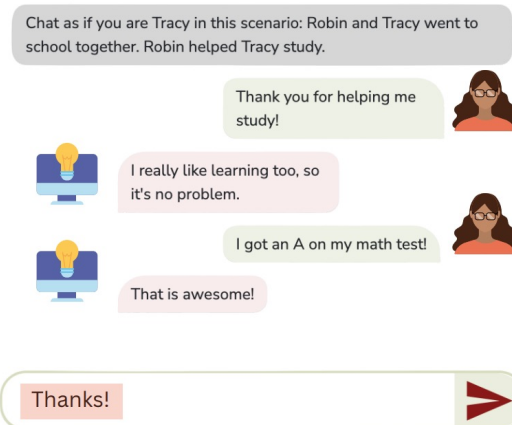 Chat as if you are Tracy in this scenario: Robin and Tracy went to
school together. Robin helped Tracy study.
Thank you for helping me
study!
I really like learning too, so
it's no problem.
I got an A on my math test!
That is awesome!
Thanks!